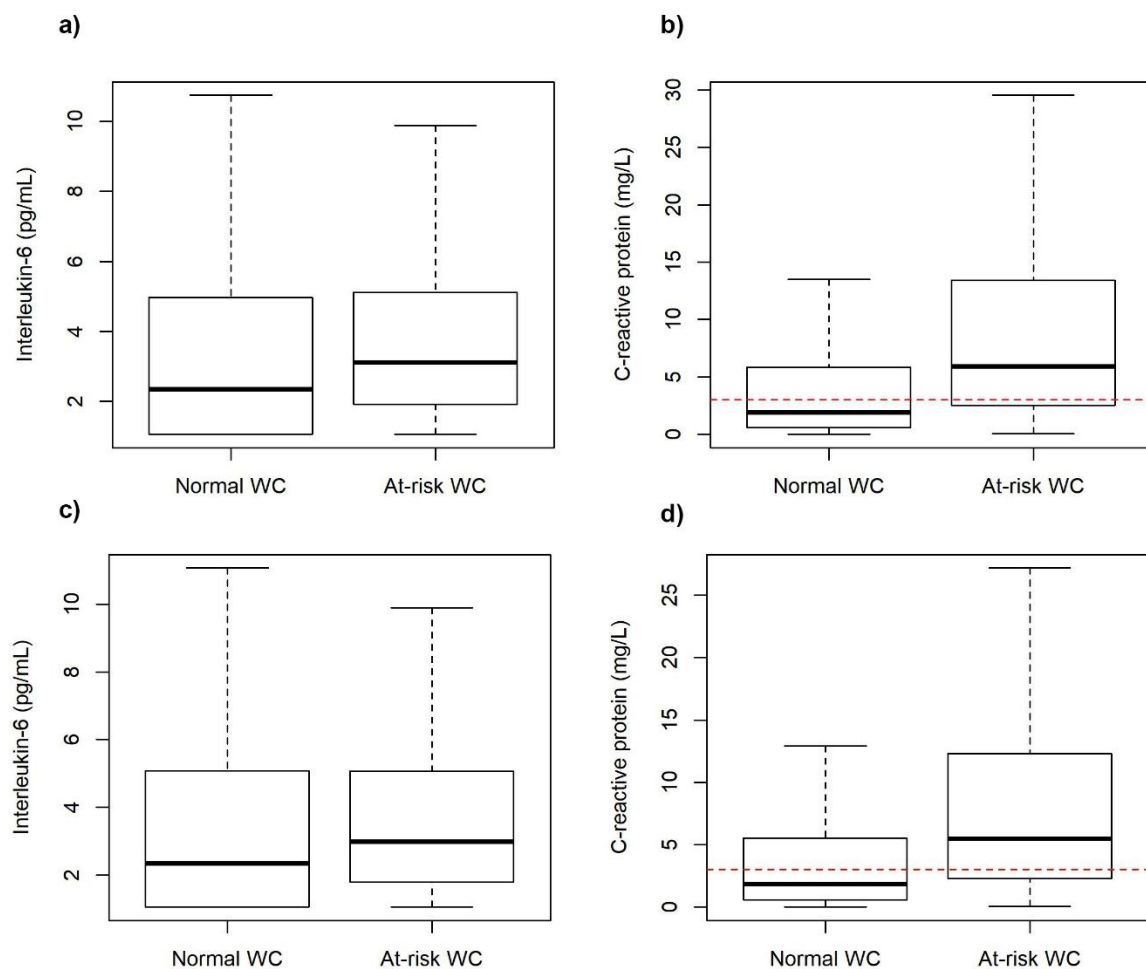 a)
Interleukin-6 (pg/mL)
10
8
6
4
2
Normal WC At-risk WC
b)
C-reactive protein (mg/L)
30
25
20
15
10
5
0
Normal WC At-risk WC
c)
Interleukin-6 (pg/mL)
10
8
6
4
2
Normal WC At-risk WC
d)
C-reactive protein (mg/L)
25
20
15
10
5
0
Normal WC At-risk WC